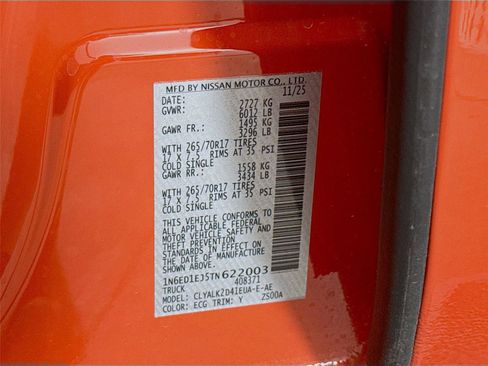 MFD BY NISSAN MOTOR CO., LTD.
DATE: 11/25
GVWR: 2727 KG
6012 LB
GAWR FR.: 1495 KG
3296 LB
WITH 265/70R17 TIRES
17 X 7.5 RIMS AT 35 PSI
COLD SINGLE
GAWR RR.: 1558 KG
3434 LB
WITH 265/70R17 TIRES
17 X 7.5 RIMS AT 35 PSI
COLD SINGLE
THIS VEHICLE CONFORMS TO
ALL APPLICABLE FEDERAL
MOTOR VEHICLE SAFETY AND
THEFT PREVENTION
STANDARDS IN EFFECT ON
THE DATE OF MANUFACTURE
SHOWN ABOVE.
1N6ED1EJ5TN622003
TRUCK 408371
MODEL: CLYALKZD41EUA-E-AE
COLOR: ECG TRIM: Y ZS00A